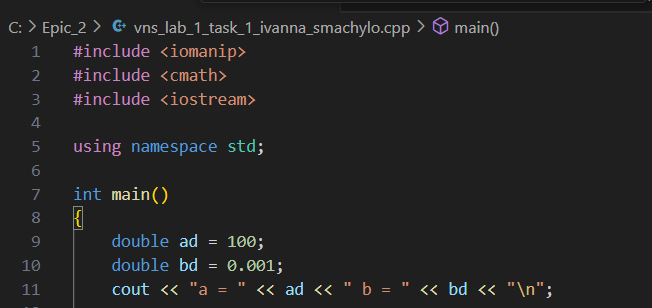 C: > Epic_2 > vns_lab_1_task_1_ivanna_smachylo.cpp > main()
1 #include <iomanip>
2 #include <cmath>
3 #include <iostream>
4
5 using namespace std;
6
7 int main()
8 {
9 double ad = 100;
10 double bd = 0.001;
11 cout << "a = " << ad << " b = " << bd << "\n";